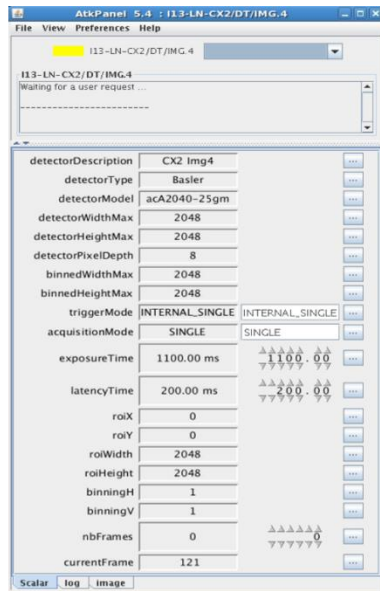 AtkPanel 5.4 : I13-LN-CX2/DT/IMG.4
File View Preferences Help
I13-LN-CX2/DT/IMG.4
I13-LN-CX2/DT/IMG.4
Waiting for a user request ...
------------------------
detectorDescription CX2 Img4 ...
detectorType Basler ...
detectorModel acA2040-25gm ...
detectorWidthMax 2048 ...
detectorHeightMax 2048 ...
detectorPixelDepth 8 ...
binnedWidthMax 2048 ...
binnedHeightMax 2048 ...
triggerMode INTERNAL_SINGLE INTERNAL_SINGLE ...
acquisitionMode SINGLE SINGLE ...
exposureTime 1100.00 ms 1100.00 ...
latencyTime 200.00 ms 200.00 ...
roiX 0 ...
roiY 0 ...
roiWidth 2048 ...
roiHeight 2048 ...
binningH 1 ...
binningV 1 ...
nbFrames 0 0 ...
currentFrame 121 ...
Scalar log image